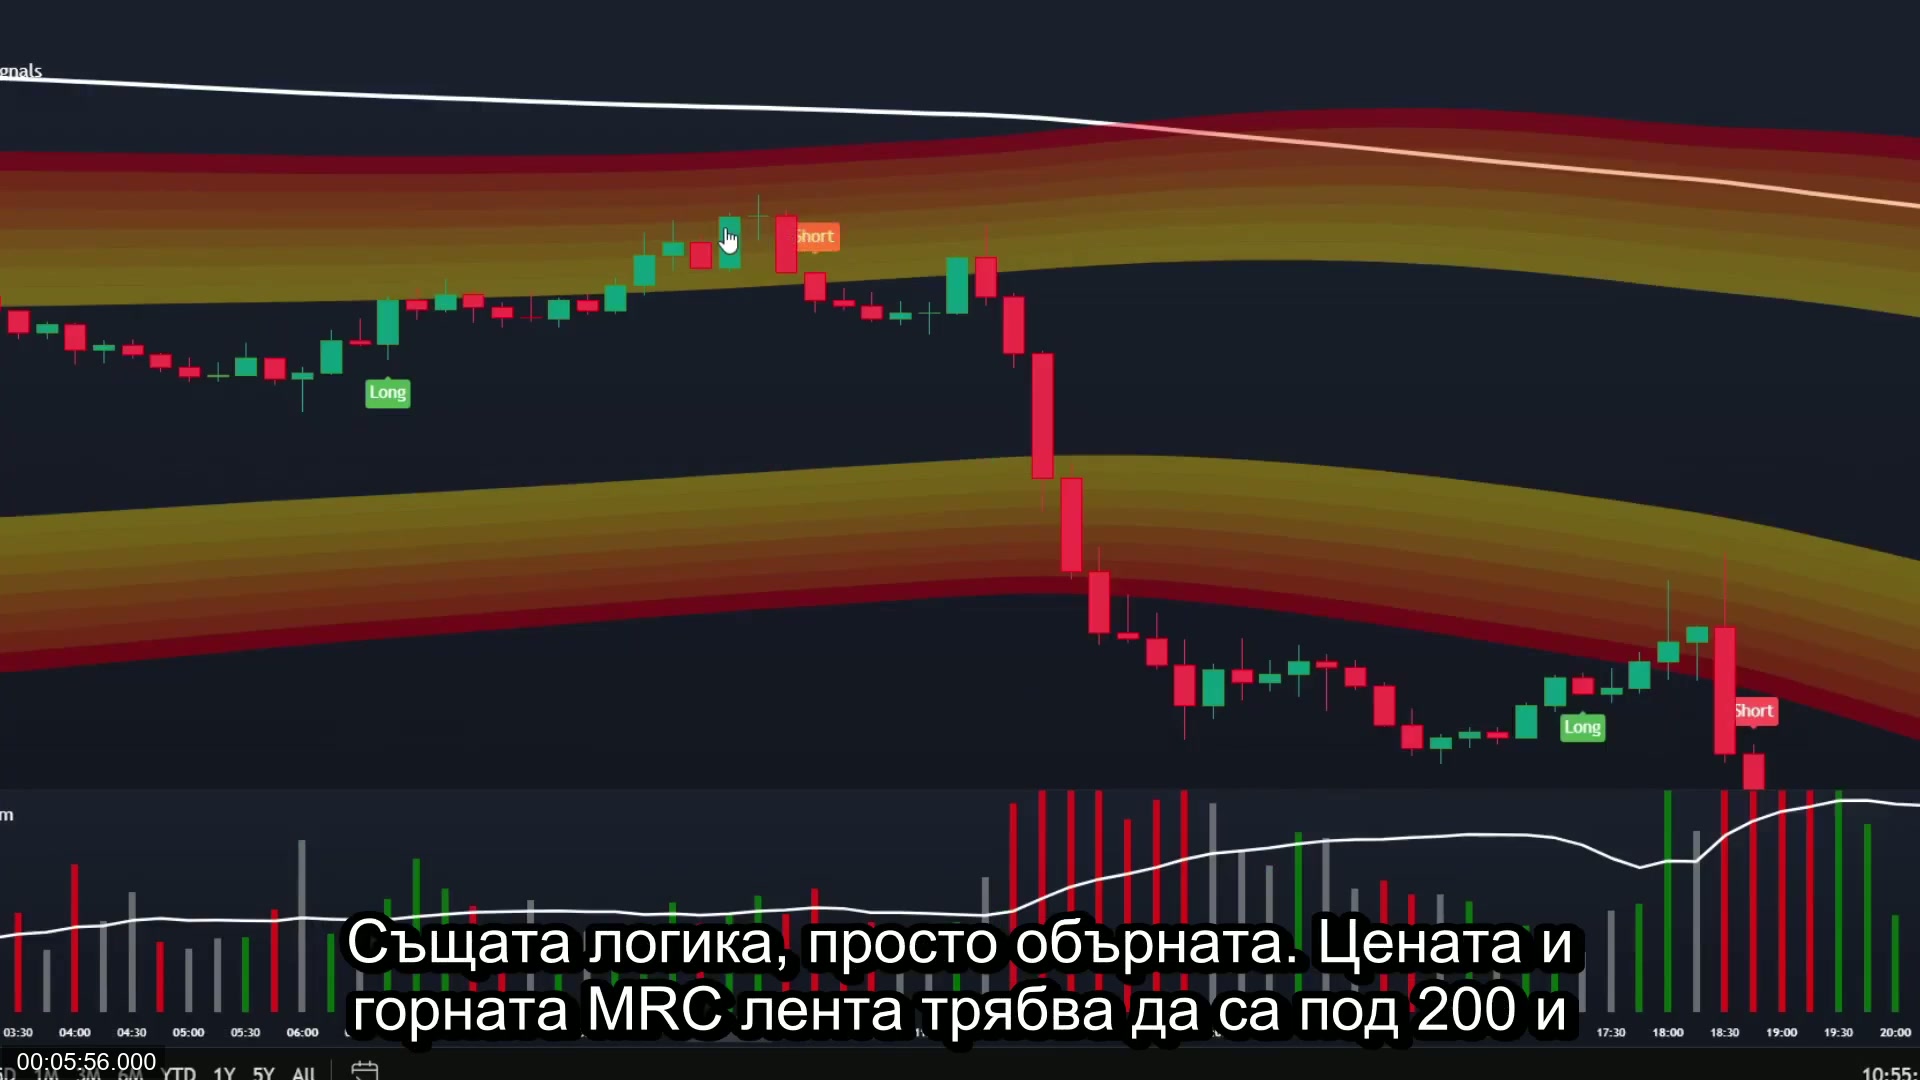 gnals
Short
Long
Long
Short
m
Същата логика, просто обърната. Цената и
горната MRC лента трябва да са под 200 и
03:30 04:00 04:30 05:00 05:30 06:00 17:30 18:00 18:30 19:00 19:30 20:00
00:05:56.000
5D 1M 3M 6M YTD 1Y 5Y All 10:55: